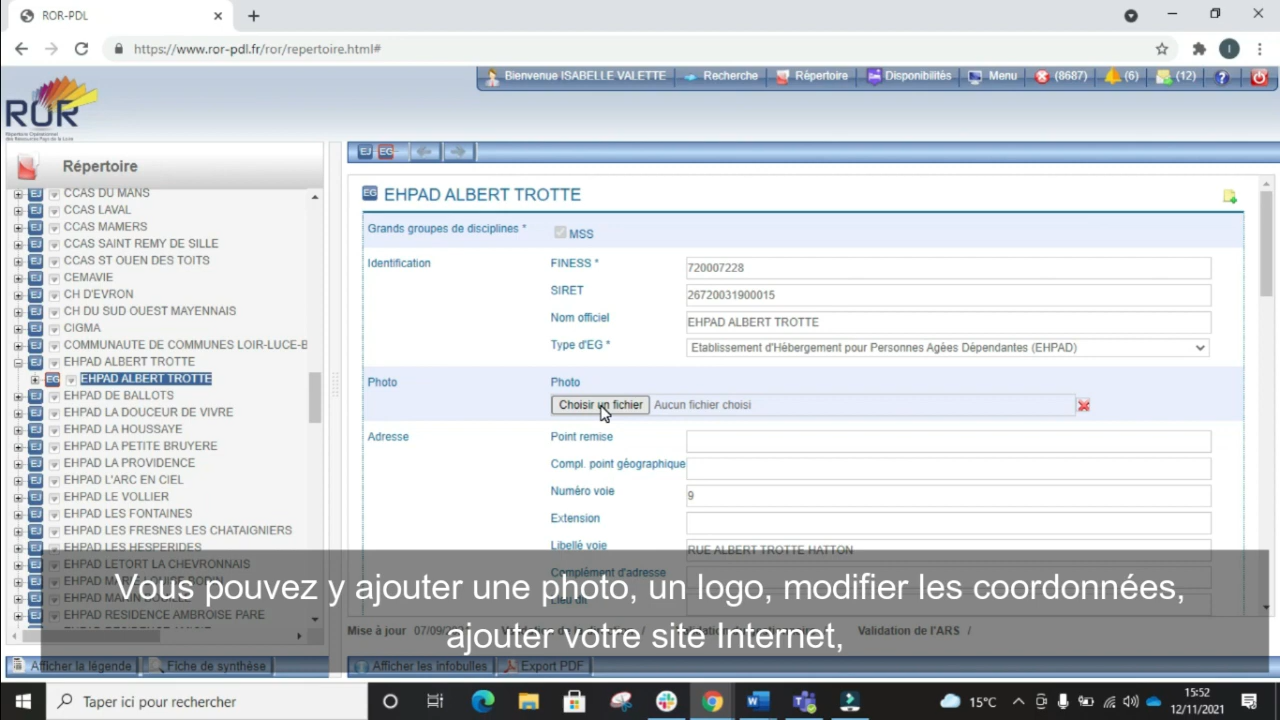 ROR-PDL
https://www.ror-pdl.fr/ror/repertoire.html#
I
Bienvenue ISABELLE VALETTE
Recherche
Répertoire
Disponibilités
Menu
(8687)
(6)
(12)
?
ROR
Répertoire
CCAS DU MANS
CCAS LAVAL
CCAS MAMERS
CCAS SAINT REMY DE SILLE
CCAS ST OUEN DES TOITS
CEMAVIE
CH D'EVRON
CH DU SUD OUEST MAYENNAIS
CIGMA
COMMUNAUTE DE COMMUNES LOIR-LUCE-B
EHPAD ALBERT TROTTE
EG EHPAD ALBERT TROTTE
EHPAD DE BALLOTS
EHPAD LA DOUCEUR DE VIVRE
EHPAD LA HOUSSAYE
EHPAD LA PETITE BRUYERE
EHPAD LA PROVIDENCE
EHPAD L'ARC EN CIEL
EHPAD LE VOLLIER
EHPAD LES FONTAINES
EHPAD LES FRESNES LES CHATAIGNIERS
EHPAD LES HESPERIDES
EHPAD LETORT LA CHEVRONNAIS
EHPAD RESIDENCE AMBROISE PARE
Afficher la légende
Fiche de synthèse
EJ EG
EG EHPAD ALBERT TROTTE
Grands groupes de disciplines *
MSS
Identification
FINESS *
720007228
SIRET
26720031900015
Nom officiel
EHPAD ALBERT TROTTE
Type d'EG *
Etablissement d'Hébergement pour Personnes Agées Dépendantes (EHPAD)
Photo
Photo
Choisir un fichier
Aucun fichier choisi
Adresse
Point remise
Compl. point géographique
Numéro voie
9
Extension
Libellé voie
RUE ALBERT TROTTE HATTON
Complément d'adresse
Lieu dit
Mise à jour 07/09/
Validation de l'ARS /
Afficher les infobulles
Export PDF
Vous pouvez y ajouter une photo, un logo, modifier les coordonnées,
ajouter votre site Internet,
Taper ici pour rechercher
15°C
15:52
12/11/2021